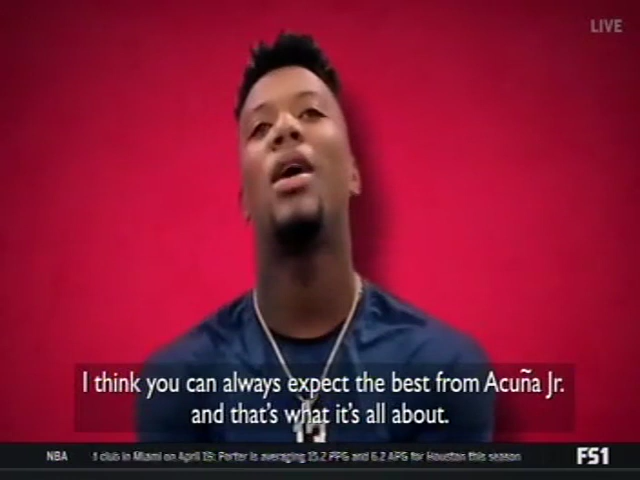 LIVE
I think you can always expect the best from Acuña Jr.
and that's what it's all about.
13
NBA
club in Miami on April 19: Porter is averaging 15.2 PPG and 6.2 APG for Houston this season
FS1